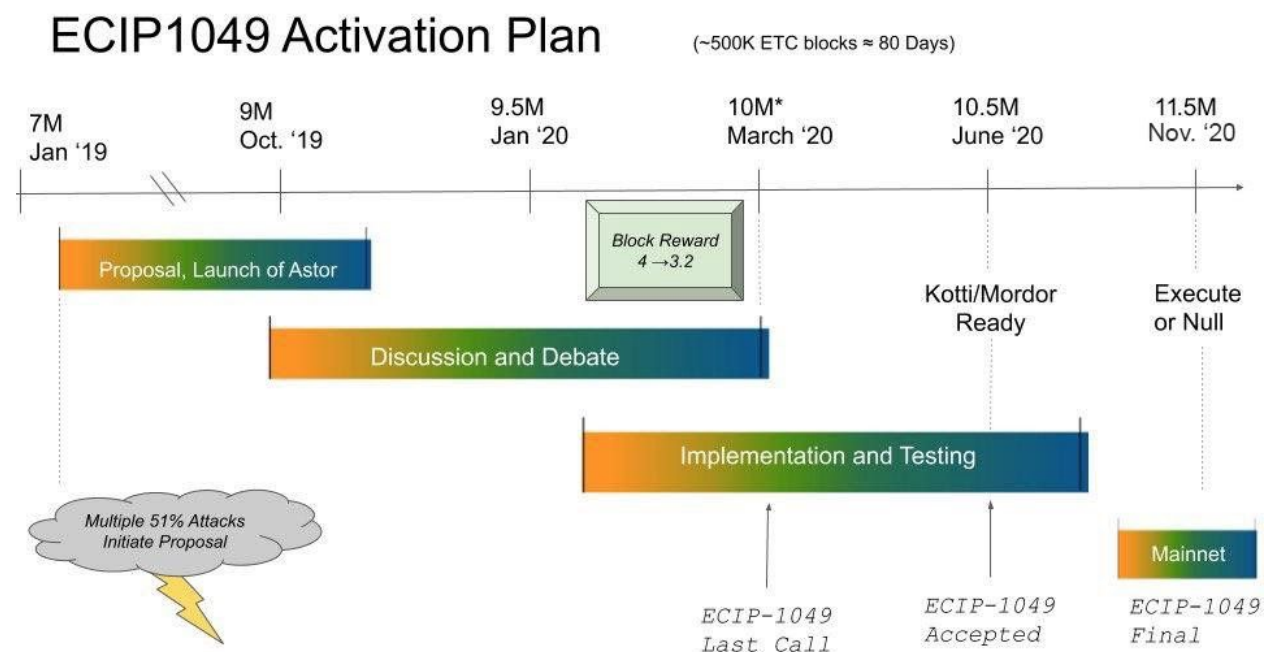 ECIP1049 Activation Plan
(~500K ETC blocks ≈ 80 Days)
7M
Jan ‘19
9M
Oct. ‘19
9.5M
Jan ‘20
10M*
March ‘20
10.5M
June ‘20
11.5M
Nov. ‘20
Block Reward
4 →3.2
Proposal, Launch of Astor
Kotti/Mordor
Ready
Execute
or Null
Discussion and Debate
Implementation and Testing
Multiple 51% Attacks
Initiate Proposal
Mainnet
ECIP-1049
Last Call
ECIP-1049
Accepted
ECIP-1049
Final